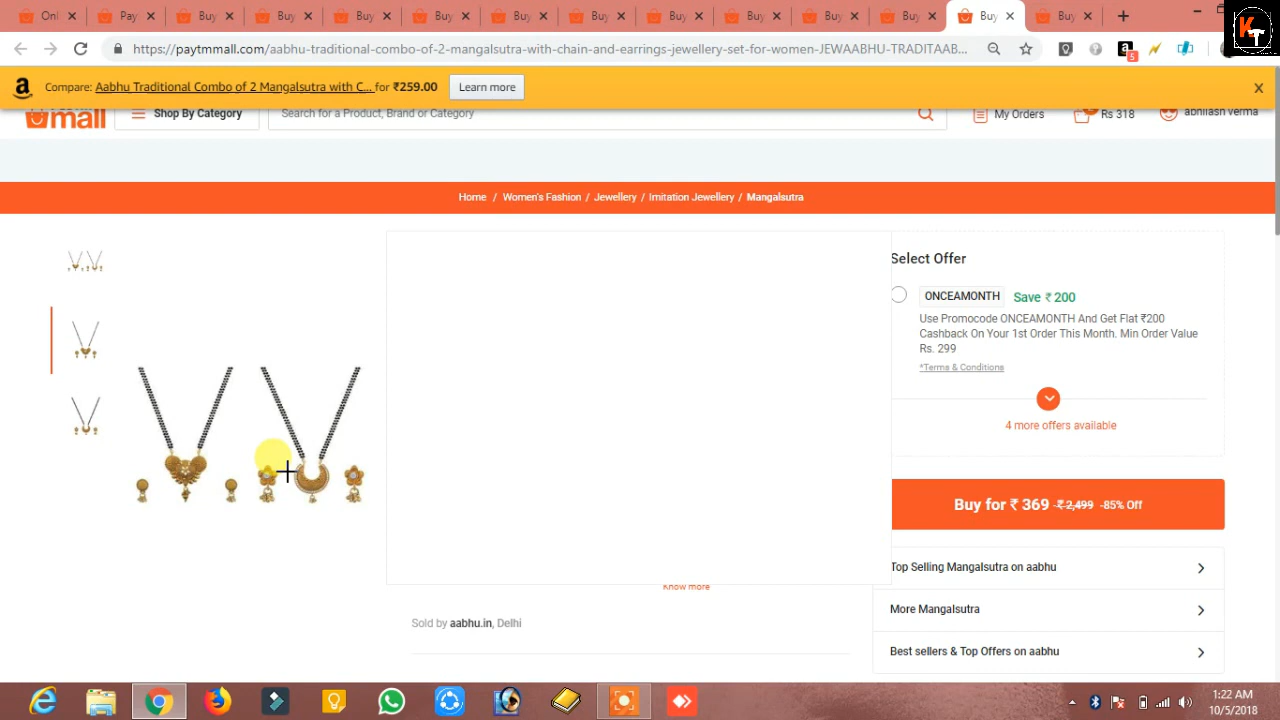 Onl
Pay
Buy
Buy
Buy
Buy
Buy
Buy
Buy
Buy
Buy
Buy
Buy
Buy
KT
https://paytmmall.com/aabhu-traditional-combo-of-2-mangalsutra-with-chain-and-earrings-jewellery-set-for-women-JEWAABHU-TRADITAAB...
5
a Compare: Aabhu Traditional Combo of 2 Mangalsutra with C... for ₹259.00 Learn more
mall Shop By Category Search for a Product, Brand or Category My Orders Rs 318 abhilash verma
Home / Women's Fashion / Jewellery / Imitation Jewellery / Mangalsutra
Select Offer
ONCEAMONTH Save ₹ 200
Use Promocode ONCEAMONTH And Get Flat ₹200
Cashback On Your 1st Order This Month. Min Order Value
Rs. 299
*Terms & Conditions
4 more offers available
Buy for ₹ 369 ₹ 2,499 -85% Off
Top Selling Mangalsutra on aabhu
Know more
More Mangalsutra
Sold by aabhu.in, Delhi
Best sellers & Top Offers on aabhu
1:22 AM
10/5/2018